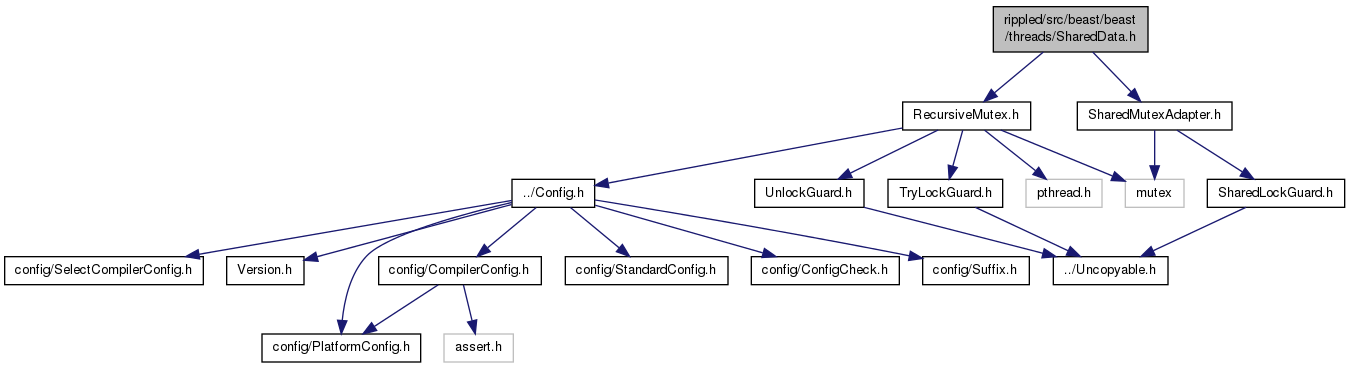 rippled/src/beast/beast
/threads/SharedData.h
RecursiveMutex.h
SharedMutexAdapter.h
../Config.h
UnlockGuard.h
TryLockGuard.h
pthread.h
mutex
SharedLockGuard.h
config/SelectCompilerConfig.h
Version.h
config/CompilerConfig.h
config/StandardConfig.h
config/ConfigCheck.h
config/Suffix.h
../Uncopyable.h
config/PlatformConfig.h
assert.h